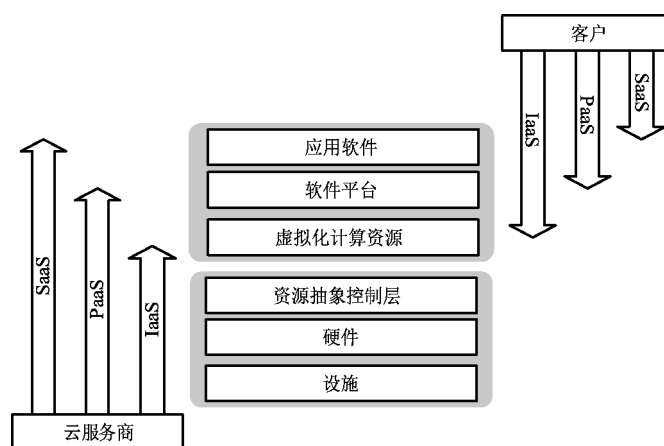 客户
IaaS
PaaS
SaaS
应用软件
软件平台
虚拟化计算资源
资源抽象控制层
硬件
设施
SaaS
PaaS
IaaS
云服务商